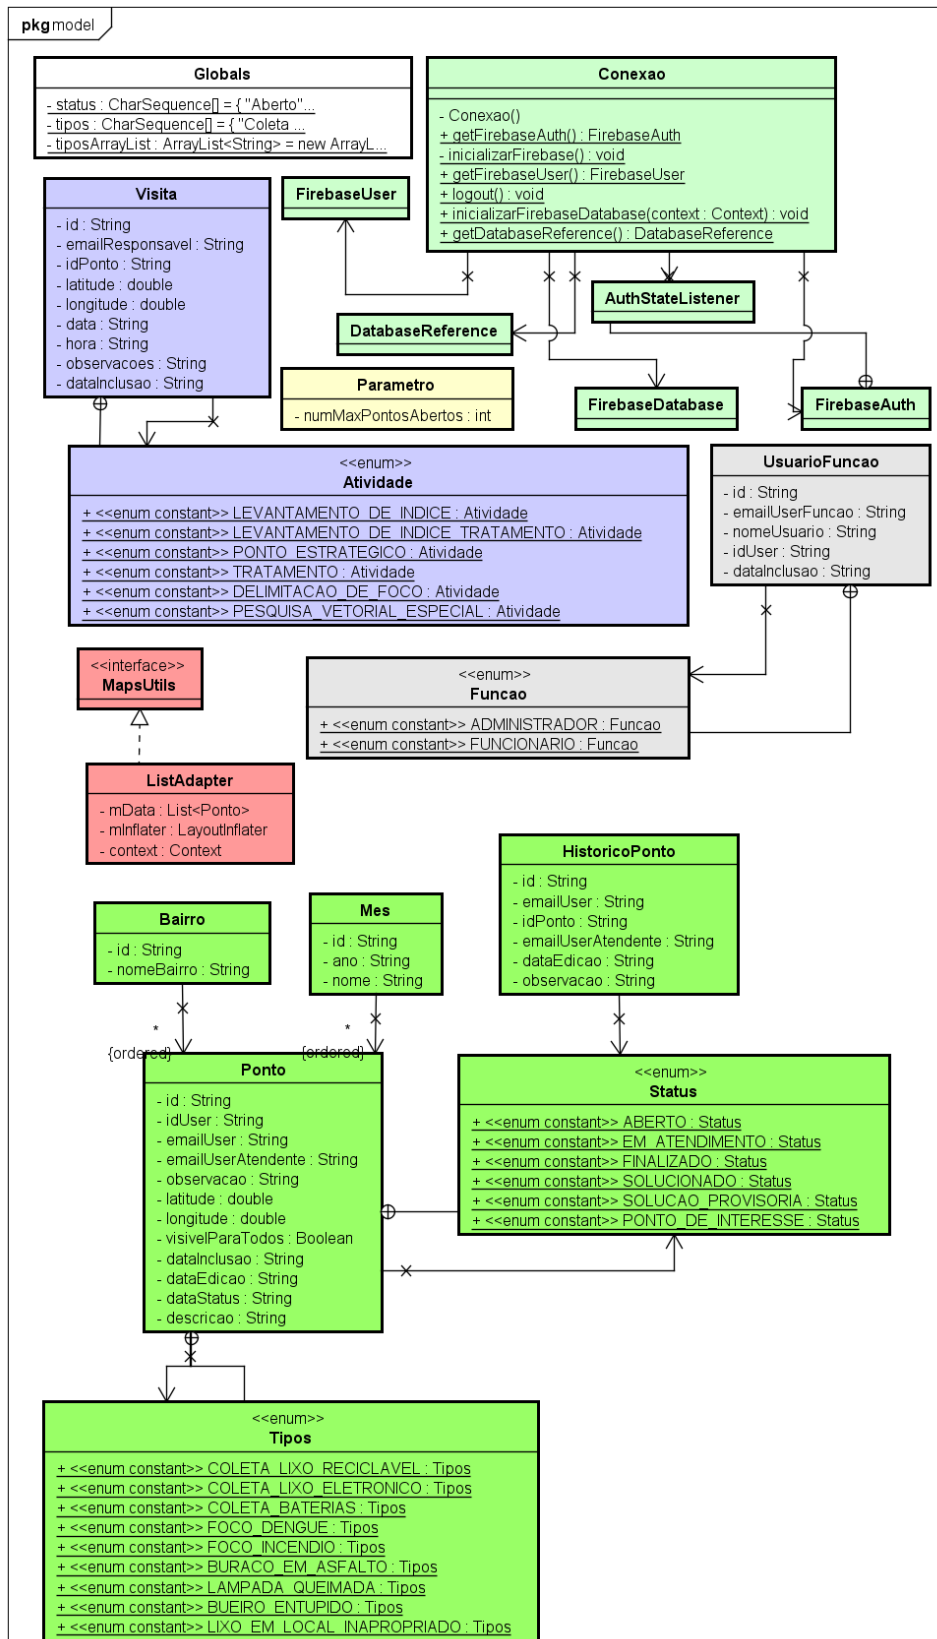 pkg model
Globals
- status : CharSequence[] = { "Aberto"...
- tipos : CharSequence[] = { "Coleta ...
- tiposArrayList : ArrayList<String> = new ArrayL...
Conexao
- Conexao()
+ getFirebaseAuth() : FirebaseAuth
- inicializarFirebase() : void
+ getFirebaseUser() : FirebaseUser
+ logout() : void
+ inicializarFirebaseDatabase(context : Context) : void
+ getDatabaseReference() : DatabaseReference
Visita
- id : String
- emailResponsavel : String
- idPonto : String
- latitude : double
- longitude : double
- data : String
- hora : String
- observacoes : String
- dataInclusao : String
FirebaseUser
AuthStateListener
DatabaseReference
Parametro
- numMaxPontosAbertos : int
FirebaseDatabase
FirebaseAuth
<<enum>>
Atividade
+ <<enum constant>> LEVANTAMENTO_DE_INDICE : Atividade
+ <<enum constant>> LEVANTAMENTO_DE_INDICE_TRATAMENTO : Atividade
+ <<enum constant>> PONTO_ESTRATEGICO : Atividade
+ <<enum constant>> TRATAMENTO : Atividade
+ <<enum constant>> DELIMITACAO_DE_FOCO : Atividade
+ <<enum constant>> PESQUISA_VETORIAL_ESPECIAL : Atividade
UsuarioFuncao
- id : String
- emailUserFuncao : String
- nomeUsuario : String
- idUser : String
- dataInclusao : String
<<interface>>
MapsUtils
<<enum>>
Funcao
+ <<enum constant>> ADMINISTRADOR : Funcao
+ <<enum constant>> FUNCIONARIO : Funcao
ListAdapter
- mData : List<Ponto>
- mInflater : LayoutInflater
- context : Context
HistoricoPonto
- id : String
- emailUser : String
- idPonto : String
- emailUserAtendente : String
- dataEdicao : String
- observacao : String
Bairro
- id : String
- nomeBairro : String
Mes
- id : String
- ano : String
- nome : String
*
{ordered}
*
{ordered}
Ponto
- id : String
- idUser : String
- emailUser : String
- emailUserAtendente : String
- observacao : String
- latitude : double
- longitude : double
- visivelParaTodos : Boolean
- dataInclusao : String
- dataEdicao : String
- dataStatus : String
- descricao : String
<<enum>>
Status
+ <<enum constant>> ABERTO : Status
+ <<enum constant>> EM_ATENDIMENTO : Status
+ <<enum constant>> FINALIZADO : Status
+ <<enum constant>> SOLUCIONADO : Status
+ <<enum constant>> SOLUCAO_PROVISORIA : Status
+ <<enum constant>> PONTO_DE_INTERESSE : Status
<<enum>>
Tipos
+ <<enum constant>> COLETA_LIXO_RECICLAVEL : Tipos
+ <<enum constant>> COLETA_LIXO_ELETRONICO : Tipos
+ <<enum constant>> COLETA_BATERIAS : Tipos
+ <<enum constant>> FOCO_DENGUE : Tipos
+ <<enum constant>> FOCO_INCENDIO : Tipos
+ <<enum constant>> BURACO_EM_ASFALTO : Tipos
+ <<enum constant>> LAMPADA_QUEIMADA : Tipos
+ <<enum constant>> BUEIRO_ENTUPIDO : Tipos
+ <<enum constant>> LIXO_EM_LOCAL_INAPROPRIADO : Tipos